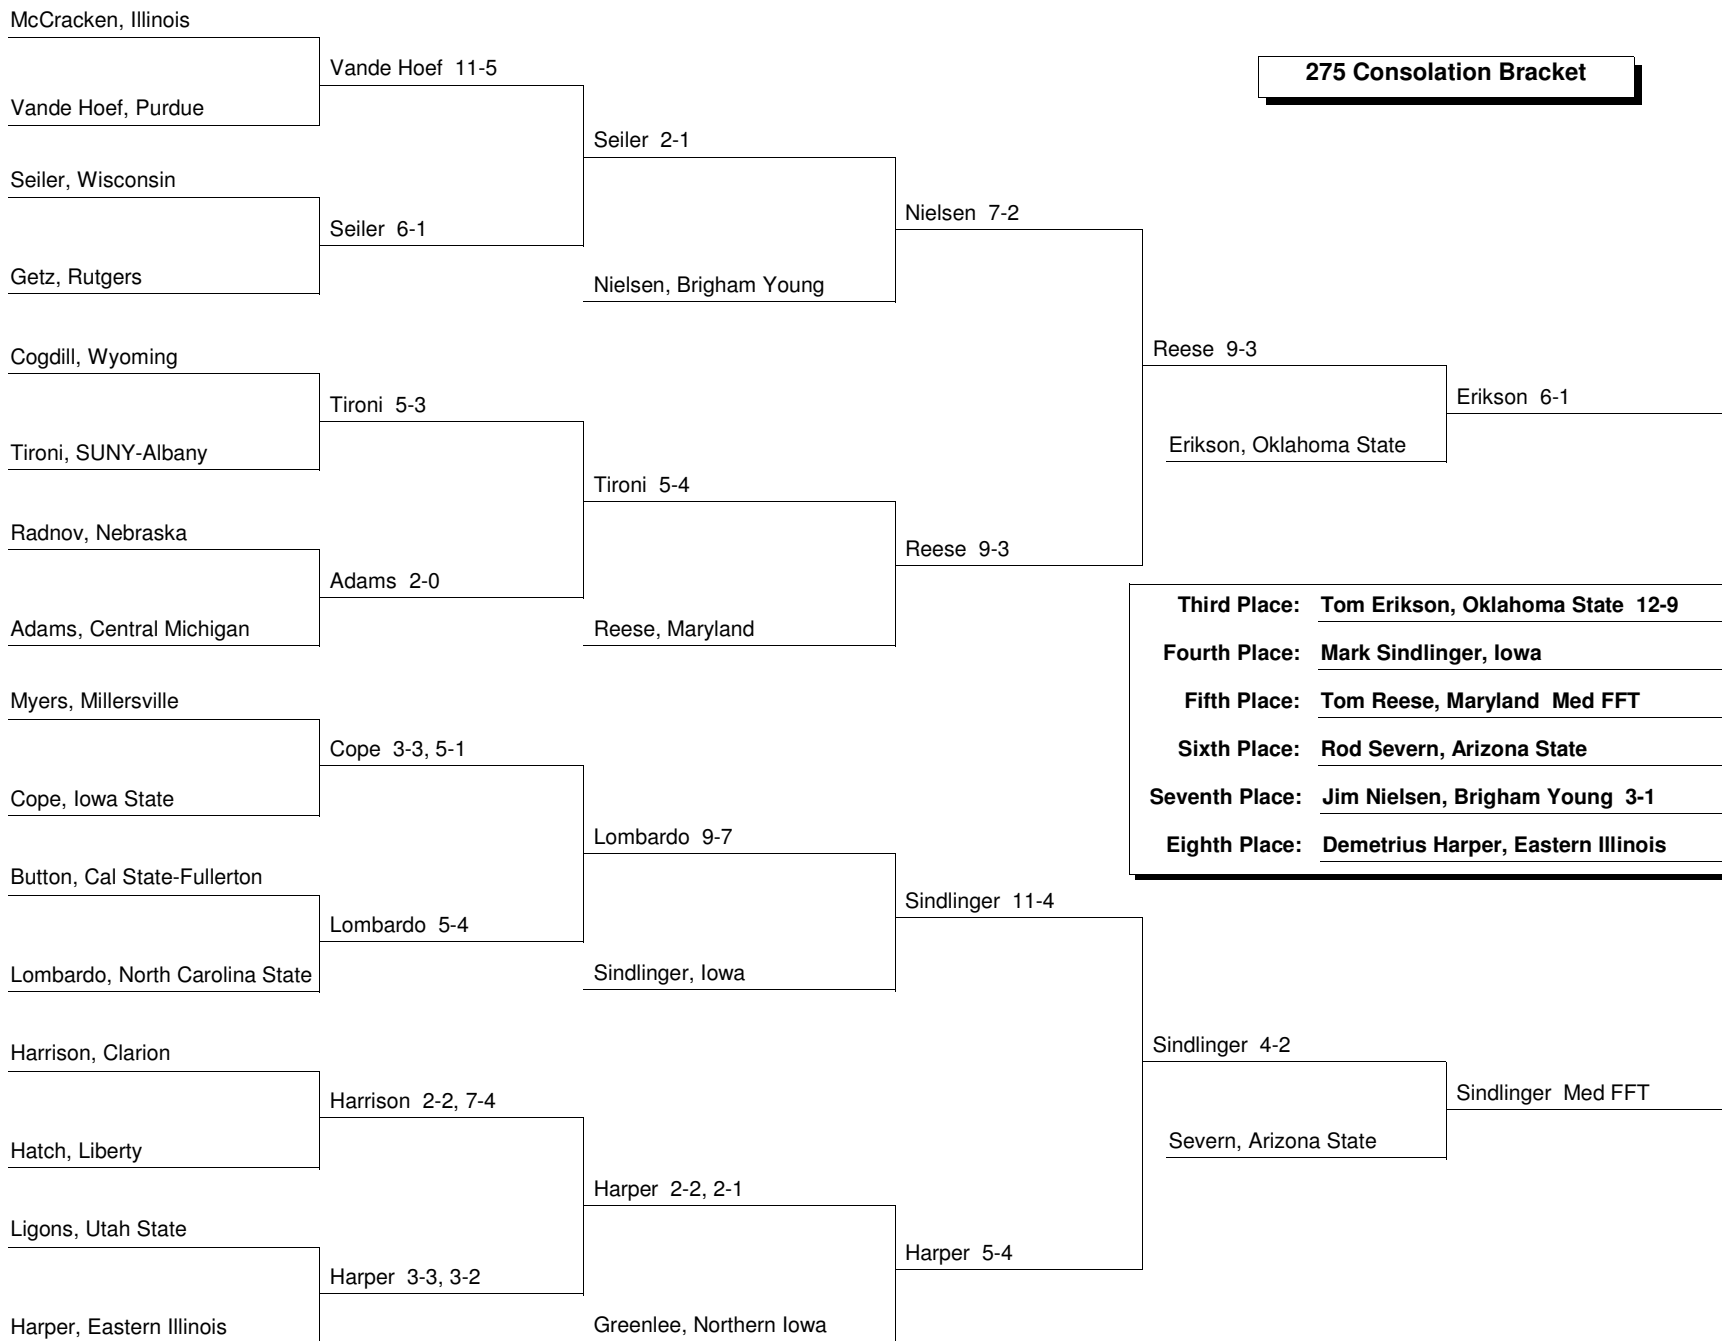 McCracken, Illinois
Vande Hoef 11-5
275 Consolation Bracket
Vande Hoef, Purdue
Seiler 2-1
Seiler, Wisconsin
Nielsen 7-2
Seiler 6-1
Getz, Rutgers
Nielsen, Brigham Young
Cogdill, Wyoming
Reese 9-3
Tironi 5-3
Erikson 6-1
Tironi, SUNY-Albany
Erikson, Oklahoma State
Tironi 5-4
Radnov, Nebraska
Reese 9-3
Adams 2-0
Adams, Central Michigan
Reese, Maryland
Third Place: Tom Erikson, Oklahoma State 12-9
Fourth Place: Mark Sindlinger, Iowa
Fifth Place: Tom Reese, Maryland Med FFT
Sixth Place: Rod Severn, Arizona State
Seventh Place: Jim Nielsen, Brigham Young 3-1
Eighth Place: Demetrius Harper, Eastern Illinois
Myers, Millersville
Cope 3-3, 5-1
Cope, Iowa State
Lombardo 9-7
Button, Cal State-Fullerton
Sindlinger 11-4
Lombardo 5-4
Lombardo, North Carolina State
Sindlinger, Iowa
Harrison, Clarion
Sindlinger 4-2
Harrison 2-2, 7-4
Sindlinger Med FFT
Hatch, Liberty
Severn, Arizona State
Harper 2-2, 2-1
Ligons, Utah State
Harper 5-4
Harper 3-3, 3-2
Harper, Eastern Illinois
Greenlee, Northern Iowa